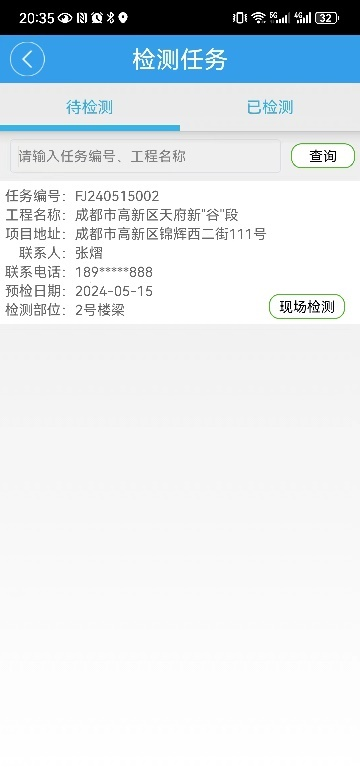 20:35 5G 4G 32
检测任务
待检测 已检测
请输入任务编号、工程名称 查询
任务编号：FJ240515002
工程名称：成都市高新区天府新"谷"段
项目地址：成都市高新区锦辉西二街111号
联系人：张熠
联系电话：189*****888
预检日期：2024-05-15
检测部位：2号楼梁 现场检测